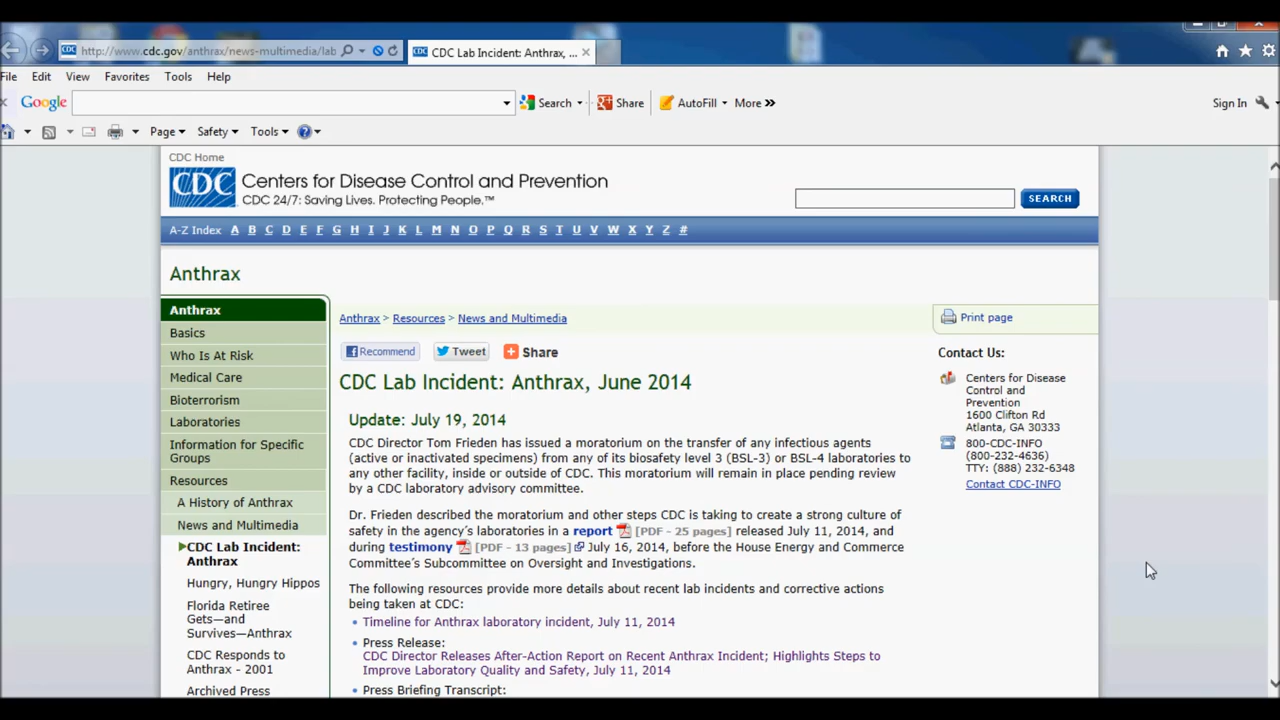 http://www.cdc.gov/anthrax/news-multimedia/lab
CDC Lab Incident: Anthrax, ...
File Edit View Favorites Tools Help
Google Search Share AutoFill More »
Sign In
Page Safety Tools
CDC Home
CDC Centers for Disease Control and Prevention
CDC 24/7: Saving Lives. Protecting People.™
SEARCH
A-Z Index A B C D E F G H I J K L M N O P Q R S T U V W X Y Z #
Anthrax
Anthrax
Basics
Who Is At Risk
Medical Care
Bioterrorism
Laboratories
Information for Specific
Groups
Resources
A History of Anthrax
News and Multimedia
CDC Lab Incident:
Anthrax
Hungry, Hungry Hippos
Florida Retiree
Gets—and
Survives—Anthrax
CDC Responds to
Anthrax - 2001
Archived Press
Anthrax > Resources > News and Multimedia
Recommend Tweet Share
CDC Lab Incident: Anthrax, June 2014
Update: July 19, 2014
CDC Director Tom Frieden has issued a moratorium on the transfer of any infectious agents
(active or inactivated specimens) from any of its biosafety level 3 (BSL-3) or BSL-4 laboratories to
any other facility, inside or outside of CDC. This moratorium will remain in place pending review
by a CDC laboratory advisory committee.
Dr. Frieden described the moratorium and other steps CDC is taking to create a strong culture of
safety in the agency's laboratories in a report [PDF - 25 pages] released July 11, 2014, and
during testimony [PDF - 13 pages] July 16, 2014, before the House Energy and Commerce
Committee's Subcommittee on Oversight and Investigations.
The following resources provide more details about recent lab incidents and corrective actions
being taken at CDC:
• Timeline for Anthrax laboratory incident, July 11, 2014
• Press Release:
CDC Director Releases After-Action Report on Recent Anthrax Incident; Highlights Steps to
Improve Laboratory Quality and Safety, July 11, 2014
• Press Briefing Transcript:
Print page
Contact Us:
Centers for Disease
Control and
Prevention
1600 Clifton Rd
Atlanta, GA 30333
800-CDC-INFO
(800-232-4636)
TTY: (888) 232-6348
Contact CDC-INFO